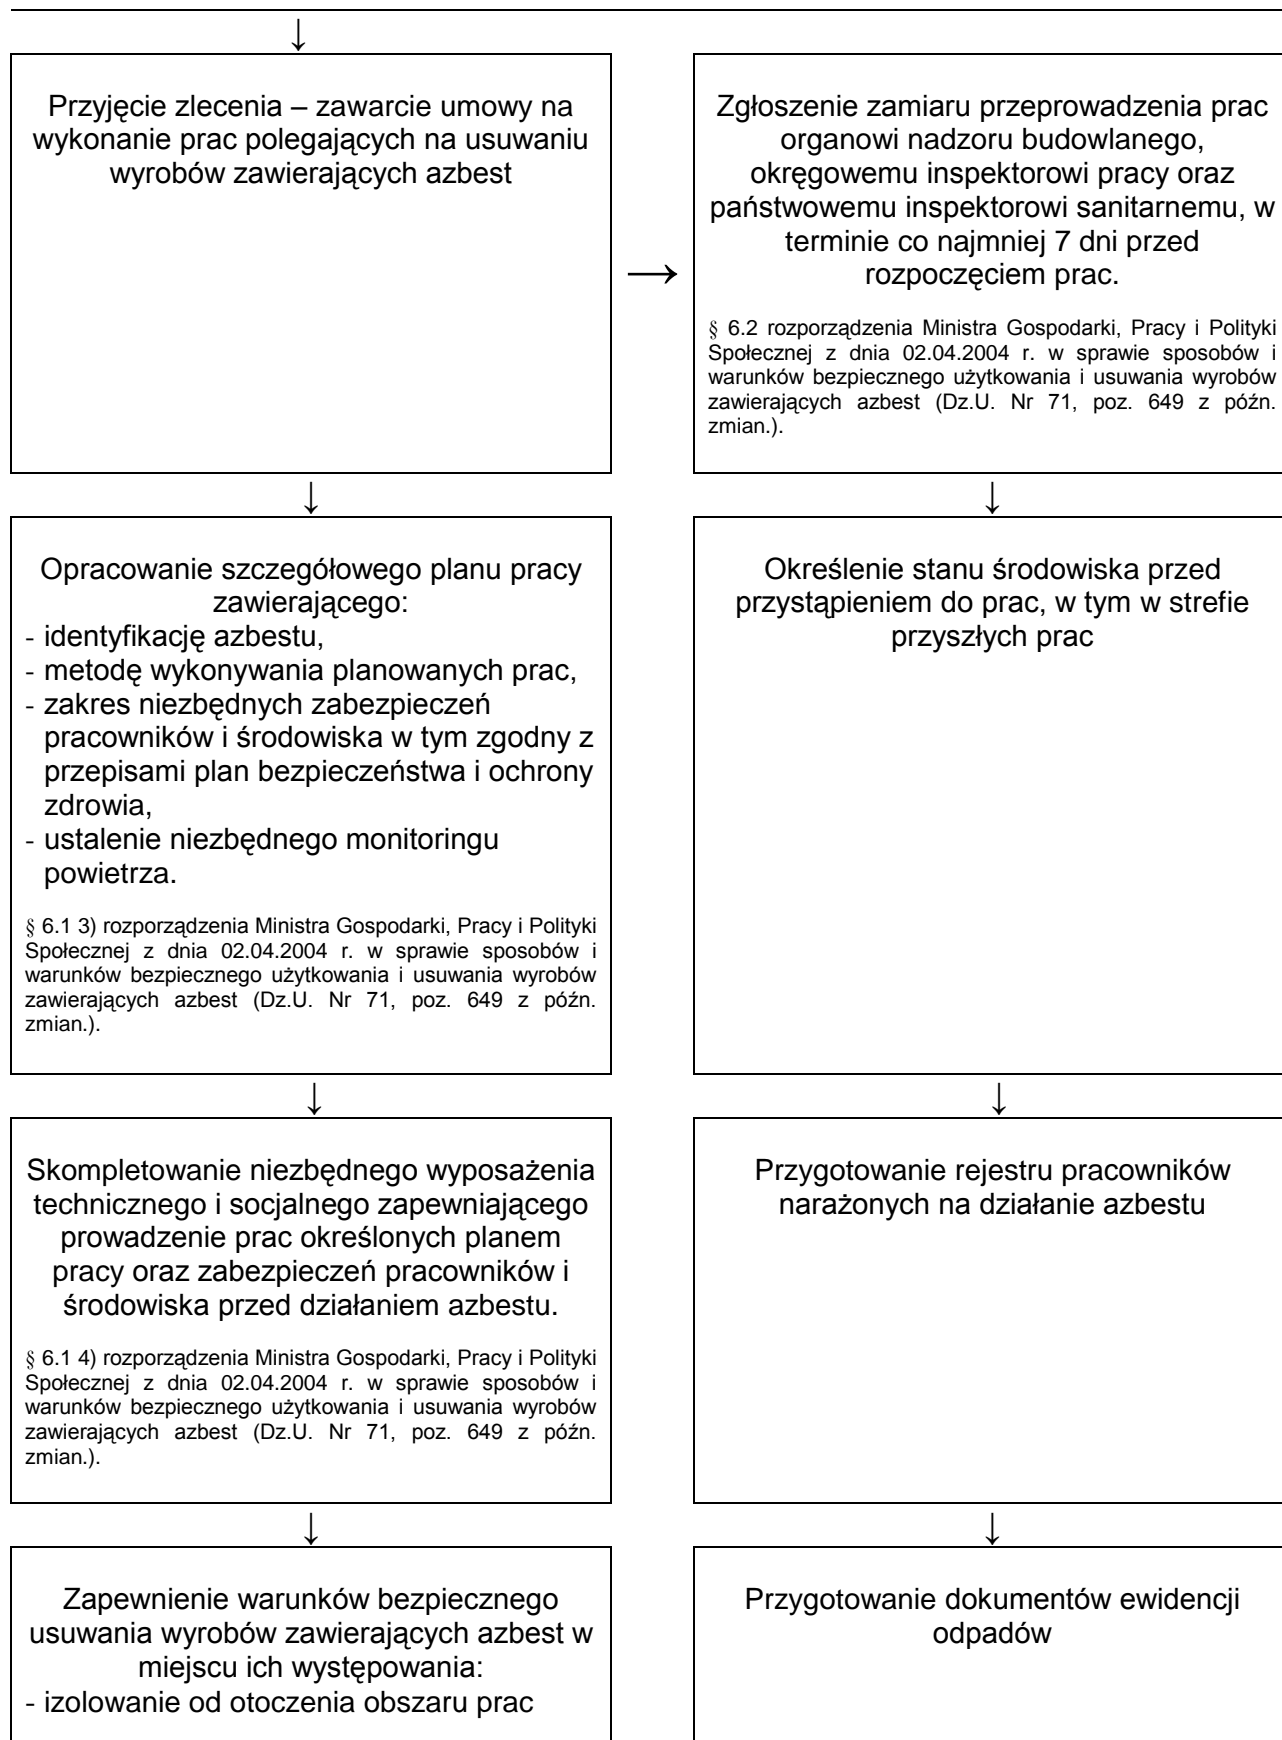 Przyjęcie zlecenia – zawarcie umowy na
wykonanie prac polegających na usuwaniu
wyrobów zawierających azbest
Zgłoszenie zamiaru przeprowadzenia prac
organowi nadzoru budowlanego,
okręgowemu inspektorowi pracy oraz
państwowemu inspektorowi sanitarnemu, w
terminie co najmniej 7 dni przed
rozpoczęciem prac.
§ 6.2 rozporządzenia Ministra Gospodarki, Pracy i Polityki
Społecznej z dnia 02.04.2004 r. w sprawie sposobów i
warunków bezpiecznego użytkowania i usuwania wyrobów
zawierających azbest (Dz.U. Nr 71, poz. 649 z późn.
zmian.).
Opracowanie szczegółowego planu pracy
zawierającego:
- identyfikację azbestu,
- metodę wykonywania planowanych prac,
- zakres niezbędnych zabezpieczeń
pracowników i środowiska w tym zgodny z
przepisami plan bezpieczeństwa i ochrony
zdrowia,
- ustalenie niezbędnego monitoringu
powietrza.
§ 6.1 3) rozporządzenia Ministra Gospodarki, Pracy i Polityki
Społecznej z dnia 02.04.2004 r. w sprawie sposobów i
warunków bezpiecznego użytkowania i usuwania wyrobów
zawierających azbest (Dz.U. Nr 71, poz. 649 z późn.
zmian.).
Określenie stanu środowiska przed
przystąpieniem do prac, w tym w strefie
przyszłych prac
Skompletowanie niezbędnego wyposażenia
technicznego i socjalnego zapewniającego
prowadzenie prac określonych planem
pracy oraz zabezpieczeń pracowników i
środowiska przed działaniem azbestu.
§ 6.1 4) rozporządzenia Ministra Gospodarki, Pracy i Polityki
Społecznej z dnia 02.04.2004 r. w sprawie sposobów i
warunków bezpiecznego użytkowania i usuwania wyrobów
zawierających azbest (Dz.U. Nr 71, poz. 649 z późn.
zmian.).
Przygotowanie rejestru pracowników
narażonych na działanie azbestu
Zapewnienie warunków bezpiecznego
usuwania wyrobów zawierających azbest w
miejscu ich występowania:
- izolowanie od otoczenia obszaru prac
Przygotowanie dokumentów ewidencji
odpadów